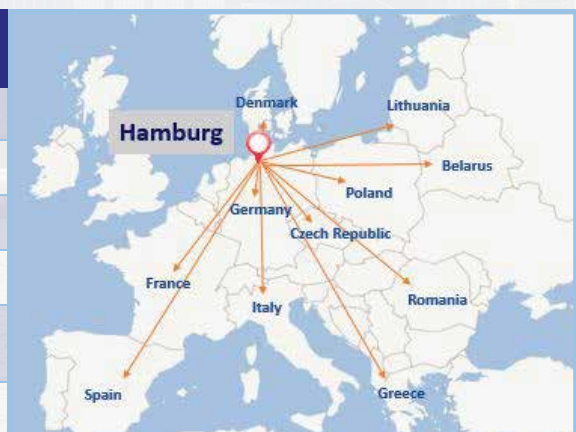 Denmark
Lithuania
Hamburg
Belarus
Poland
Germany
Czech Republic
France
Italy
Romania
Spain
Greece